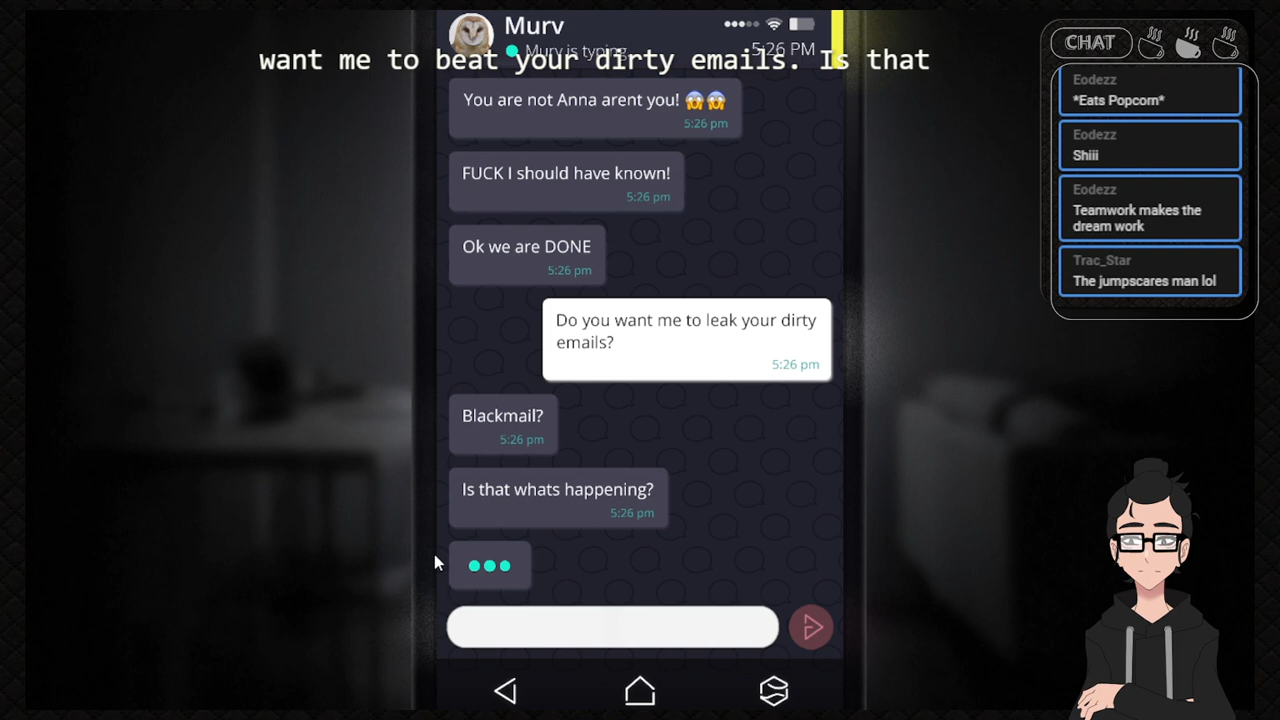 Murv
Murv is typing
5:26 PM
want me to beat your dirty emails. Is that
You are not Anna arent you! 😱😱
5:26 pm
FUCK I should have known!
5:26 pm
Ok we are DONE
5:26 pm
Do you want me to leak your dirty
emails?
5:26 pm
Blackmail?
5:26 pm
Is that whats happening?
5:26 pm
CHAT
Eodezz
*Eats Popcorn*
Eodezz
Shiii
Eodezz
Teamwork makes the
dream work
Trac_Star
The jumpscares man lol